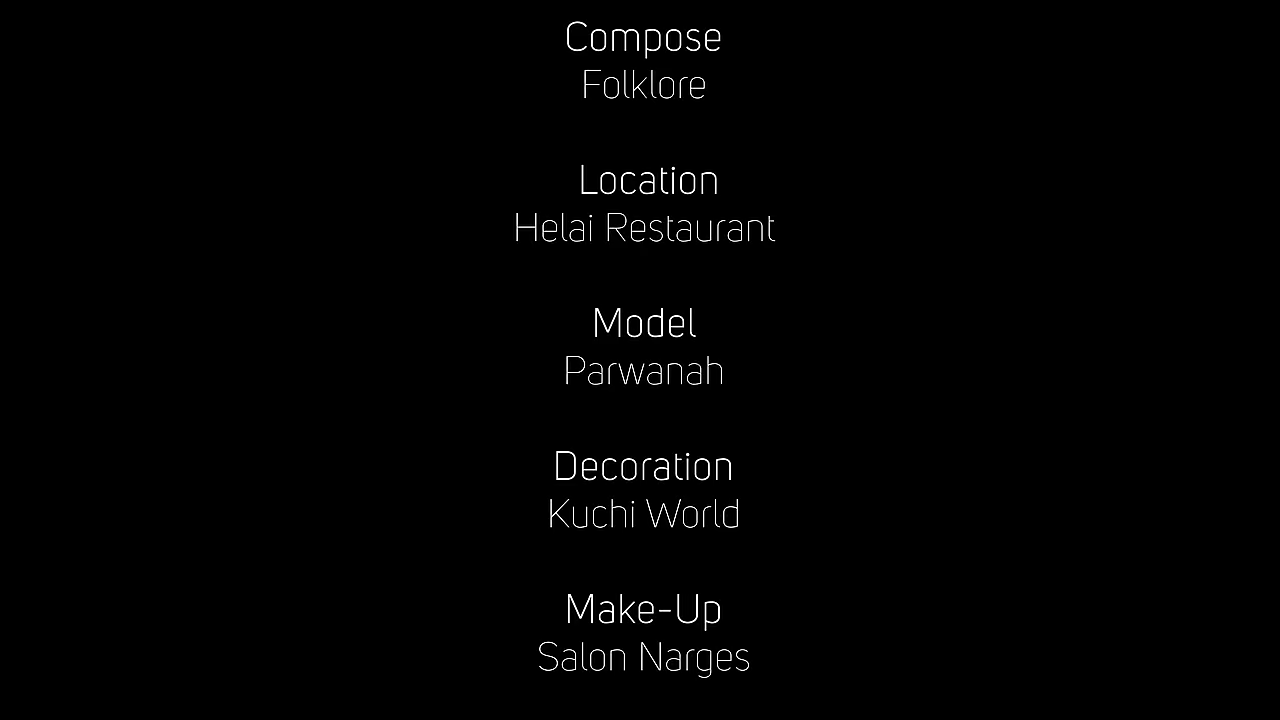 Compose
Folklore
Location
Helai Restaurant
Model
Parwanah
Decoration
Kuchi World
Make-Up
Salon Narges